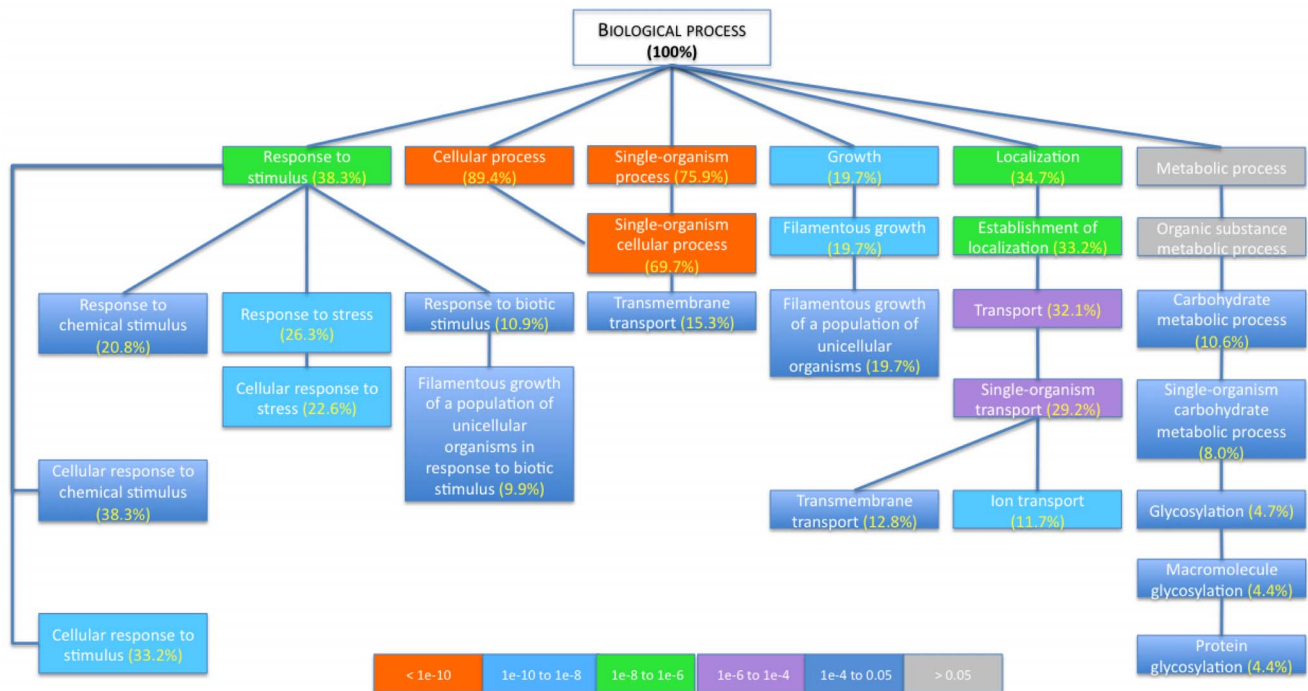 BIOLOGICAL PROCESS
(100%)
Response to
stimulus (38.3%)
Cellular process
(89.4%)
Single-organism
process (75.9%)
Growth
(19.7%)
Localization
(34.7%)
Metabolic process
Single-organism
cellular process
(69.7%)
Filamentous growth
(19.7%)
Establishment of
localization (33.2%)
Organic substance
metabolic process
Response to
chemical stimulus
(20.8%)
Response to stress
(26.3%)
Response to biotic
stimulus (10.9%)
Transmembrane
transport (15.3%)
Filamentous growth
of a population of
unicellular
organisms (19.7%)
Transport (32.1%)
Carbohydrate
metabolic process
(10.6%)
Cellular response to
stress (22.6%)
Filamentous growth
of a population of
unicellular
organisms in
response to biotic
stimulus (9.9%)
Single-organism
transport (29.2%)
Single-organism
carbohydrate
metabolic process
(8.0%)
Cellular response to
chemical stimulus
(38.3%)
Transmembrane
transport (12.8%)
Ion transport
(11.7%)
Glycosylation (4.7%)
Macromolecule
glycosylation (4.4%)
Cellular response to
stimulus (33.2%)
Protein
glycosylation (4.4%)
< 1e-10
1e-10 to 1e-8
1e-8 to 1e-6
1e-6 to 1e-4
1e-4 to 0.05
> 0.05